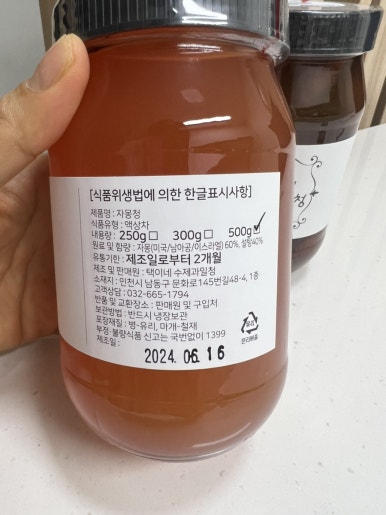 [식품위생법에 의한 한글표시사항]
제품명 : 자몽청
식품유형 : 액상차
내용량 : 250g□ 300g□ 500g☑
원료 및 함량 : 자몽(미국/남아공/이스라엘) 60%, 설탕40%
유통기한 : 제조일로부터 2개월
제조 및 판매원 : 택이네 수제과일청
소재지 : 인천시 남동구 문화로145번길48-4, 1층
고객상담 : 032-665-1794
반품 및 교환장소 : 판매원 및 구입처
보관방법 : 반드시 냉장보관
포장재질 : 병-유리, 마개-철재
부정·불량식품 신고는 국번없이 1399
제조일 :
2024. 06. 16
유리
분리배출
청